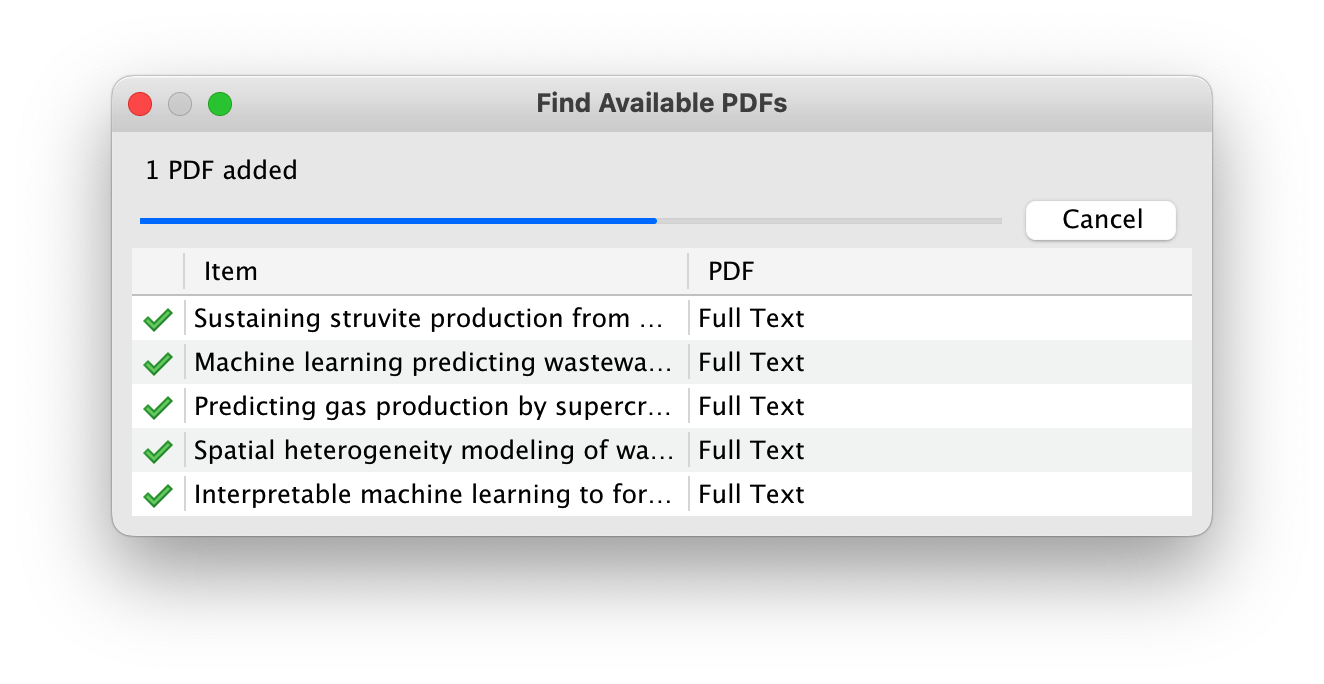 Find Available PDFs
1 PDF added
Cancel
Item PDF
Sustaining struvite production from ... Full Text
Machine learning predicting wastewa... Full Text
Predicting gas production by supercr... Full Text
Spatial heterogeneity modeling of wa... Full Text
Interpretable machine learning to for... Full Text